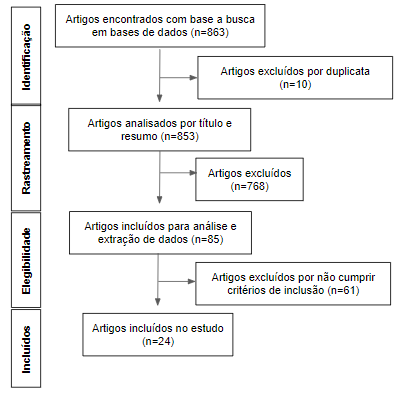 Identificação
Artigos encontrados com base a busca
em bases de dados (n=863)
Artigos excluídos por duplicata
(n=10)
Rastreamento
Artigos analisados por título e
resumo (n=853)
Artigos excluídos
(n=768)
Elegibilidade
Artigos incluídos para análise e
extração de dados (n=85)
Artigos excluídos por não cumprir
critérios de inclusão (n=61)
Incluídos
Artigos incluídos no estudo
(n=24)